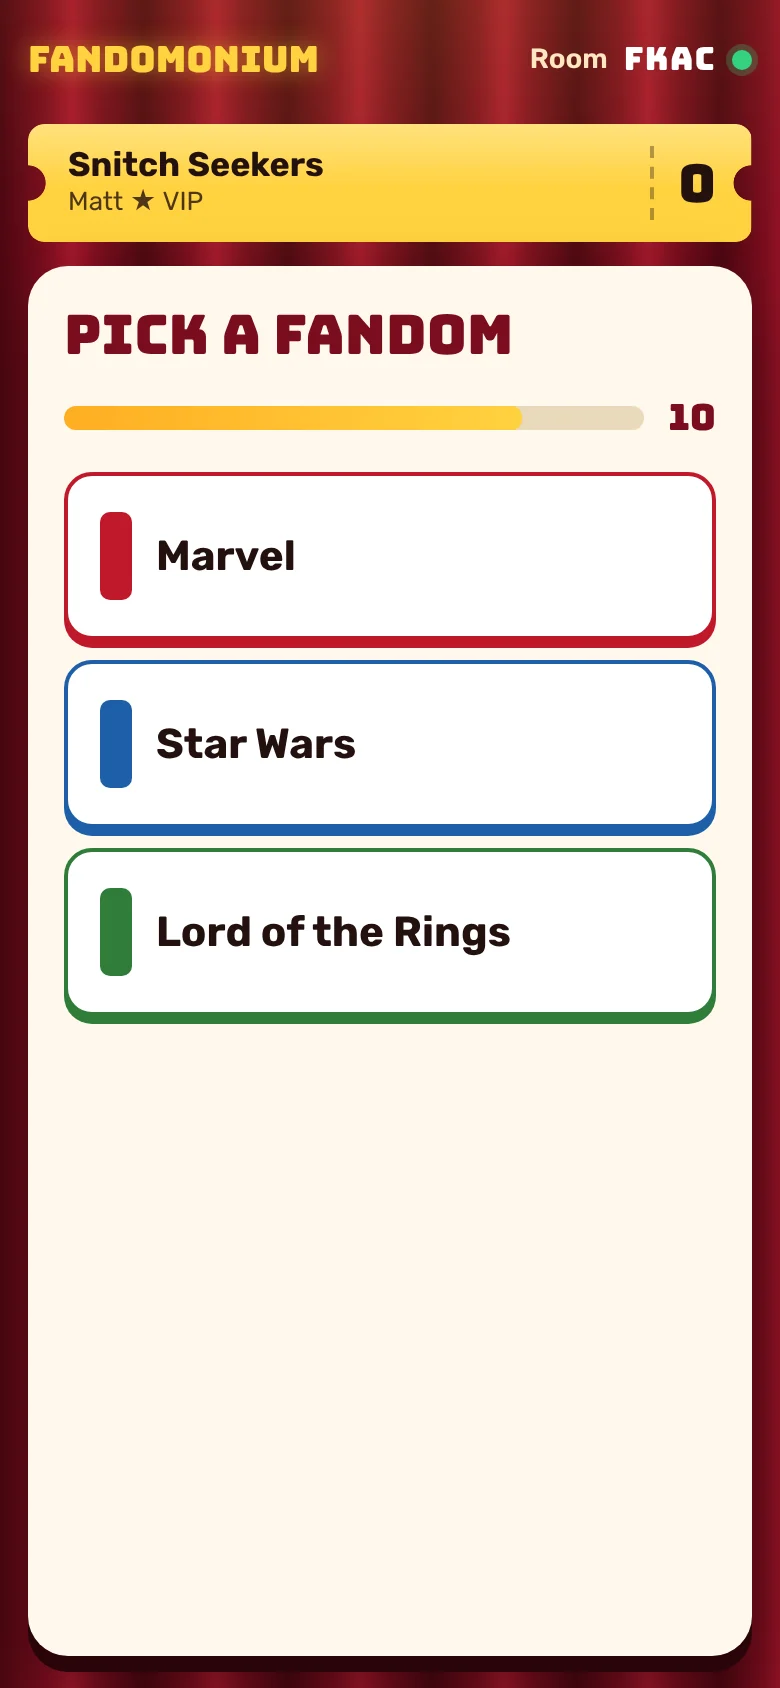 FANDOMONIUM
Room FKAC
Snitch Seekers
Matt ★ VIP
0
PICK A FANDOM
10
Marvel
Star Wars
Lord of the Rings